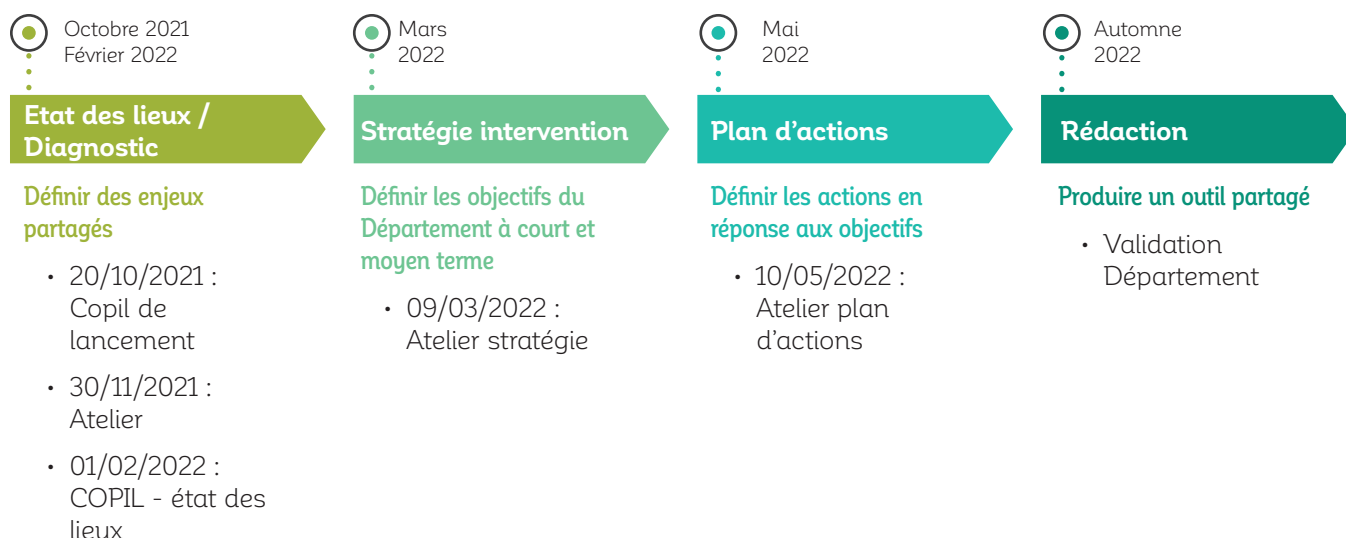 Octobre 2021
Février 2022
Etat des lieux /
Diagnostic
Définir des enjeux
partagés
• 20/10/2021 :
Copil de
lancement
• 30/11/2021 :
Atelier
• 01/02/2022 :
COPIL - état des
lieux
Mars
2022
Stratégie intervention
Définir les objectifs du
Département à court et
moyen terme
• 09/03/2022 :
Atelier stratégie
Mai
2022
Plan d'actions
Définir les actions en
réponse aux objectifs
• 10/05/2022 :
Atelier plan
d'actions
Automne
2022
Rédaction
Produire un outil partagé
• Validation
Département